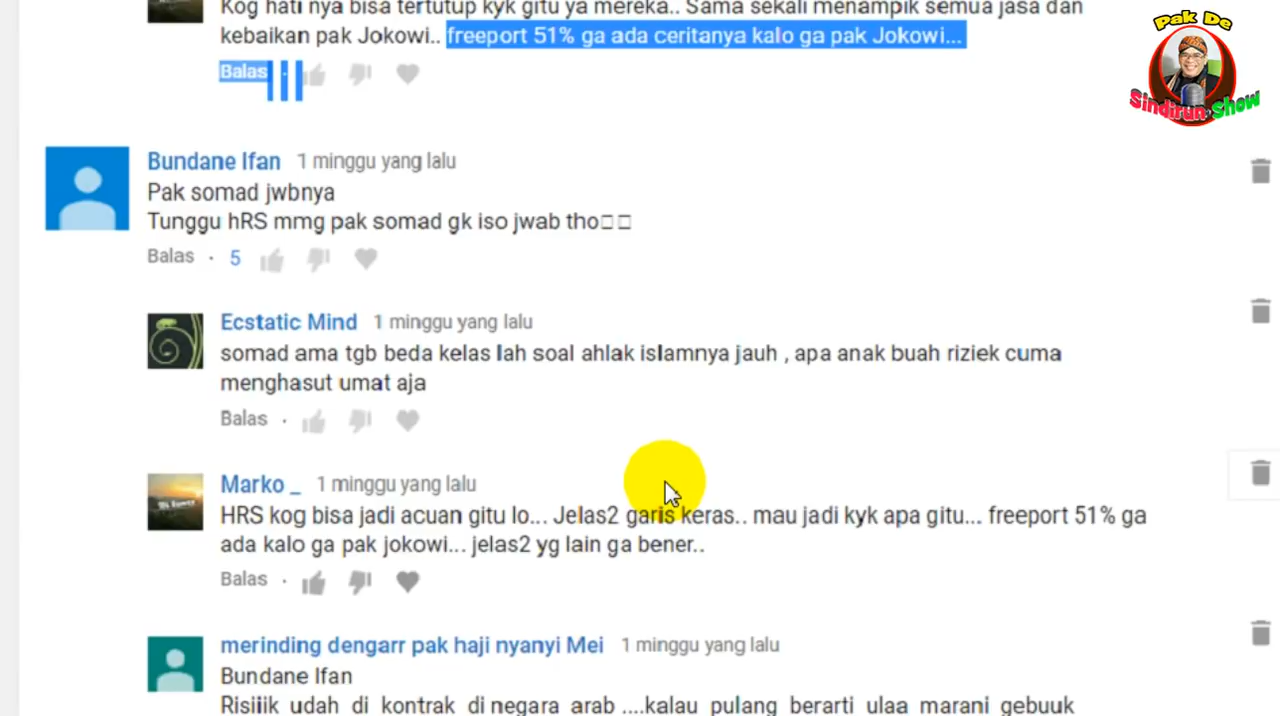 Kog hati nya bisa tertutup kyk gitu ya mereka.. Sama sekali menampik semua jasa dan
kebaikan pak Jokowi.. freeport 51% ga ada ceritanya kalo ga pak Jokowi...
Balas
Pak De
Sindirun Show
Bundane Ifan 1 minggu yang lalu
Pak somad jwbnya
Tunggu hRS mmg pak somad gk iso jwab tho□□
Balas · 5
Ecstatic Mind 1 minggu yang lalu
somad ama tgb beda kelas lah soal ahlak islamnya jauh , apa anak buah riziek cuma
menghasut umat aja
Balas ·
Marko _ 1 minggu yang lalu
HRS kog bisa jadi acuan gitu lo... Jelas2 garis keras.. mau jadi kyk apa gitu... freeport 51% ga
ada kalo ga pak jokowi... jelas2 yg lain ga bener..
Balas ·
merinding dengarr pak haji nyanyi Mei 1 minggu yang lalu
Bundane Ifan
Risiiik udah di kontrak di negara arab ....kalau pulang berarti ulaa marani gebuuk